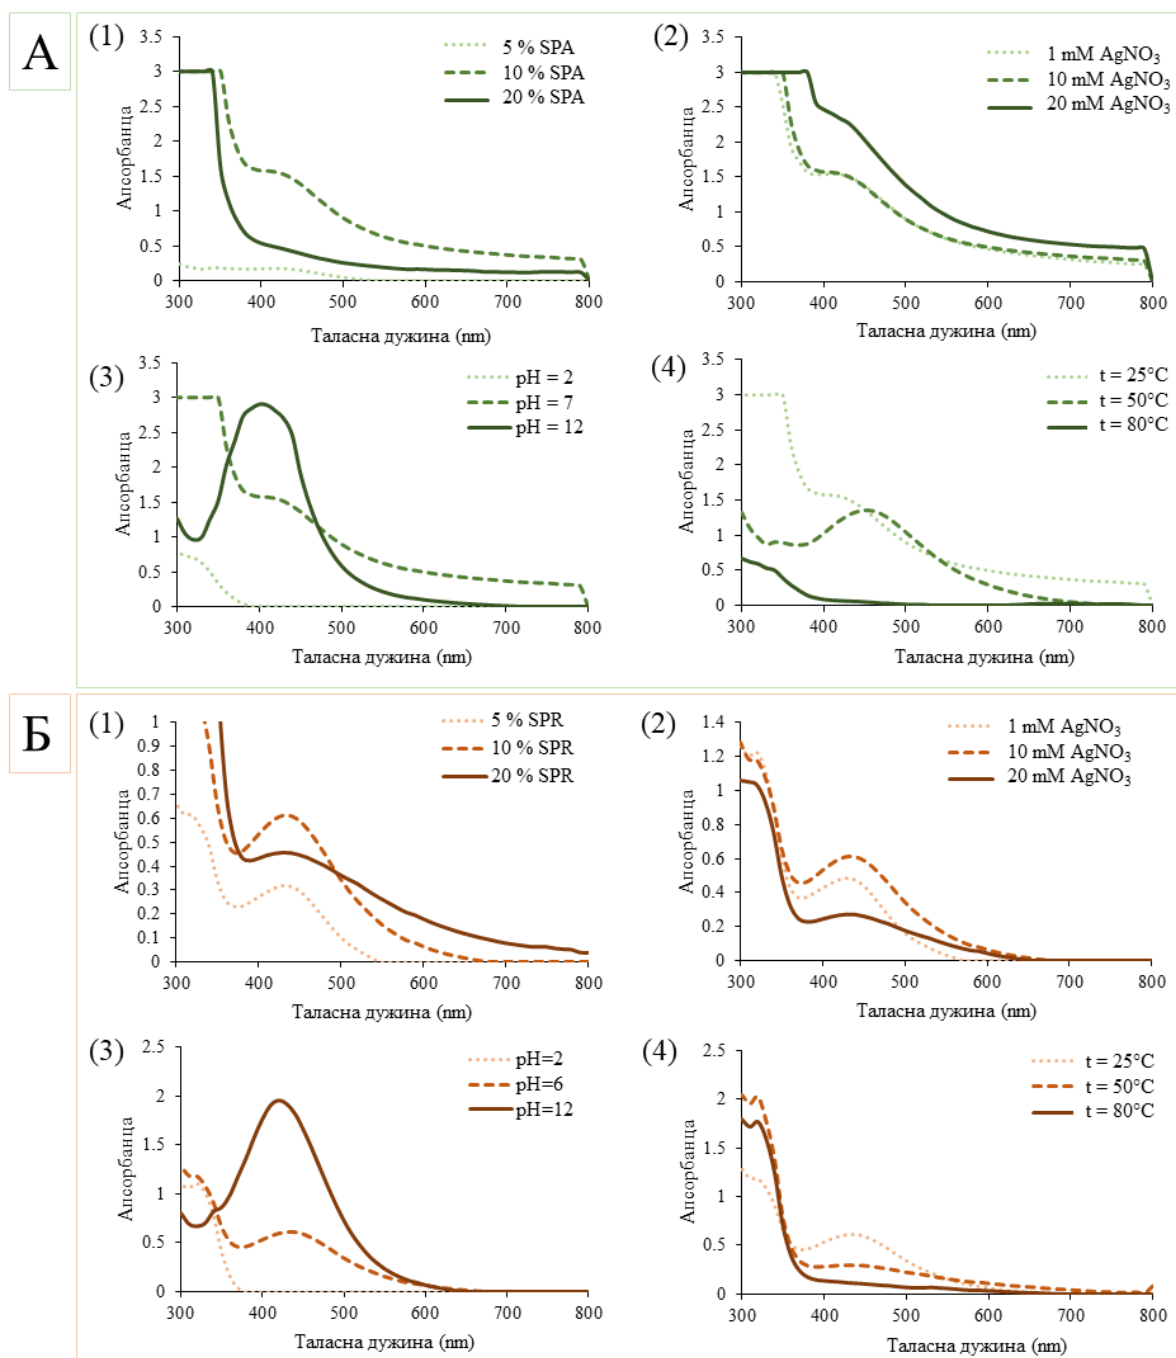 А
(1)
5 % SPA
10 % SPA
20 % SPA
3.5
3
2.5
2
1.5
1
0.5
0
300 400 500 600 700 800
Апсорбанца
Таласна дужина (nm)
(2)
1 mM AgNO₃
10 mM AgNO₃
20 mM AgNO₃
3.5
3
2.5
2
1.5
1
0.5
0
300 400 500 600 700 800
Апсорбанца
Таласна дужина (nm)
(3)
pH = 2
pH = 7
pH = 12
3.5
3
2.5
2
1.5
1
0.5
0
300 400 500 600 700 800
Апсорбанца
Таласна дужина (nm)
(4)
t = 25°C
t = 50°C
t = 80°C
3.5
3
2.5
2
1.5
1
0.5
0
300 400 500 600 700 800
Апсорбанца
Таласна дужина (nm)
Б
(1)
5 % SPR
10 % SPR
20 % SPR
1
0.9
0.8
0.7
0.6
0.5
0.4
0.3
0.2
0.1
0
300 400 500 600 700 800
Апсорбанца
Таласна дужина (nm)
(2)
1 mM AgNO₃
10 mM AgNO₃
20 mM AgNO₃
1.4
1.2
1
0.8
0.6
0.4
0.2
0
300 400 500 600 700 800
Апсорбанца
Таласна дужина (nm)
(3)
pH=2
pH=6
pH=12
2.5
2
1.5
1
0.5
0
300 400 500 600 700 800
Апсорбанца
Таласна дужина (nm)
(4)
t = 25°C
t = 50°C
t = 80°C
2.5
2
1.5
1
0.5
0
300 400 500 600 700 800
Апсорбанца
Таласна дужина (nm)